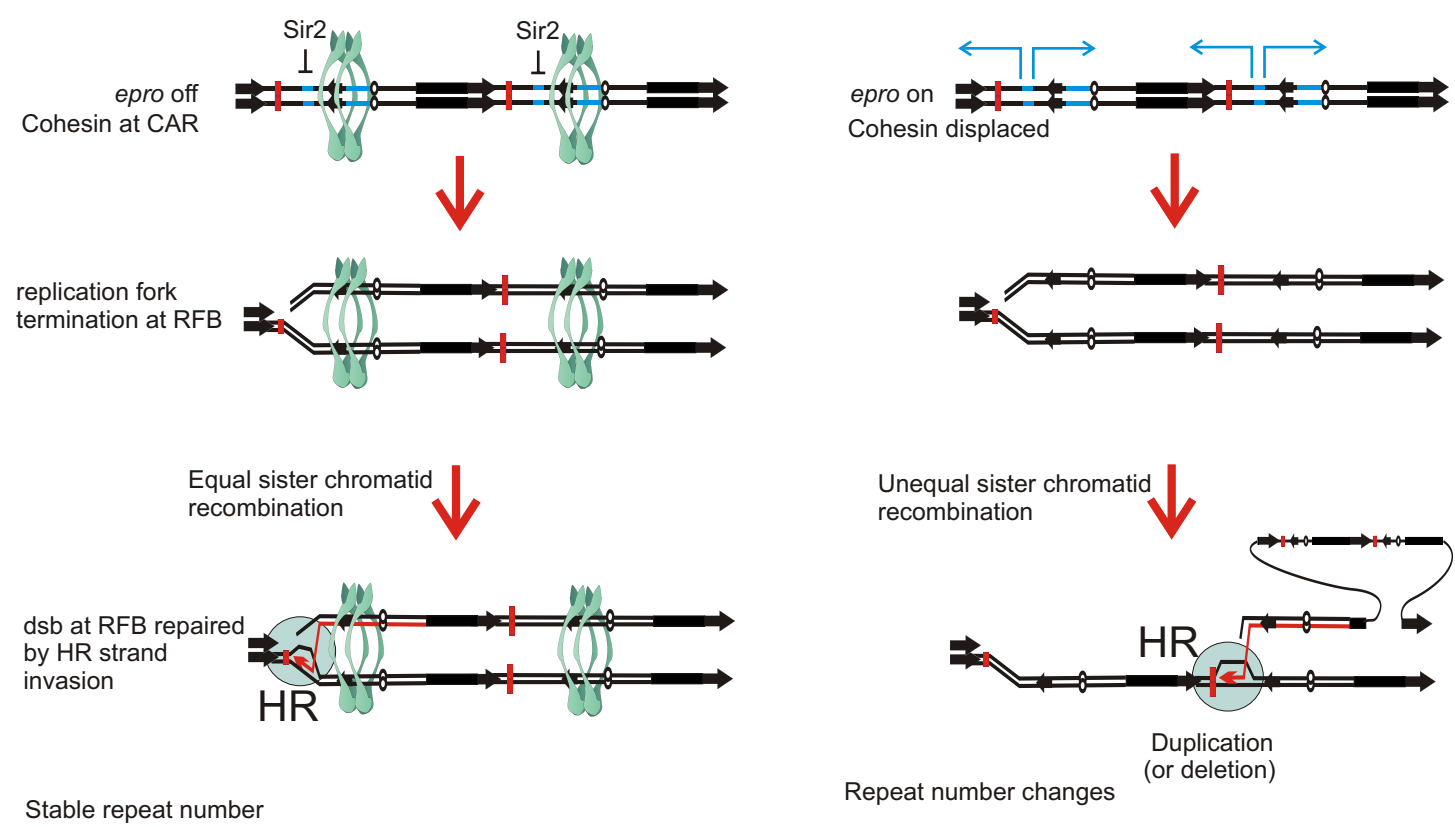 Sir2
Sir2
epro off
Cohesin at CAR
replication fork
termination at RFB
Equal sister chromatid
recombination
dsb at RFB repaired
by HR strand
invasion
HR
Stable repeat number
epro on
Cohesin displaced
Unequal sister chromatid
recombination
HR
Duplication
(or deletion)
Repeat number changes